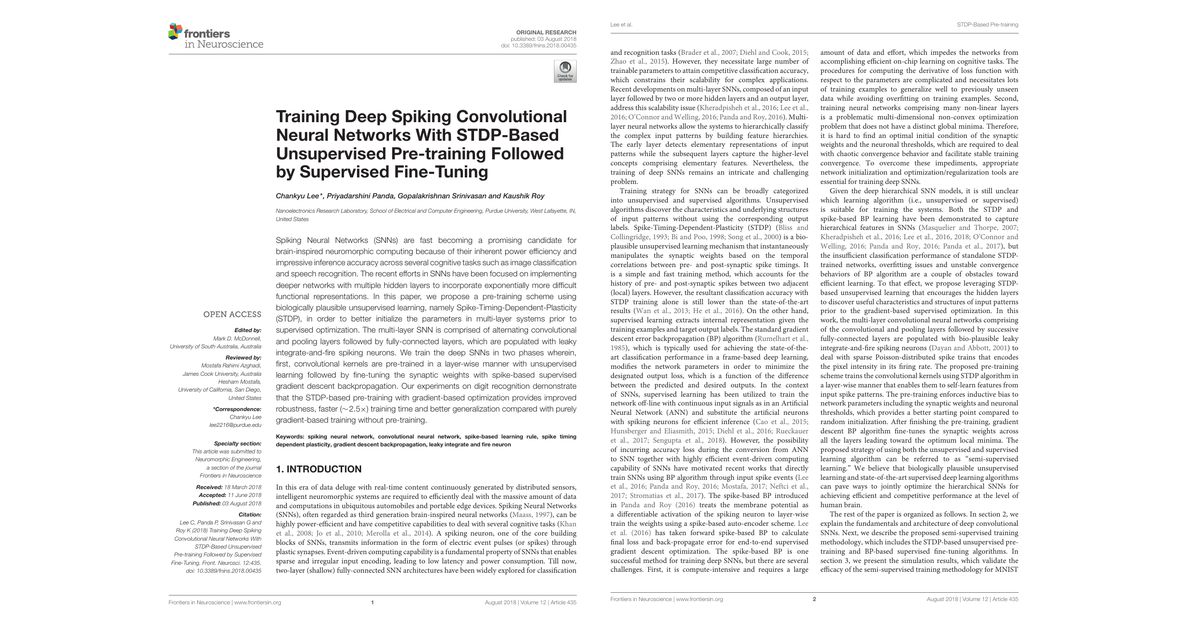 frontiers
in Neuroscience
ORIGINAL RESEARCH
published: 03 August 2018
doi: 10.3389/fnins.2018.00435
Check for
updates
Training Deep Spiking Convolutional
Neural Networks With STDP-Based
Unsupervised Pre-training Followed
by Supervised Fine-Tuning
Chankyu Lee*, Priyadarshini Panda, Gopalakrishnan Srinivasan and Kaushik Roy
Nanoelectronics Research Laboratory, School of Electrical and Computer Engineering, Purdue University, West Lafayette, IN,
United States
Spiking Neural Networks (SNNs) are fast becoming a promising candidate for
brain-inspired neuromorphic computing because of their inherent power efficiency and
impressive inference accuracy across several cognitive tasks such as image classification
and speech recognition. The recent efforts in SNNs have been focused on implementing
deeper networks with multiple hidden layers to incorporate exponentially more difficult
functional representations. In this paper, we propose a pre-training scheme using
biologically plausible unsupervised learning, namely Spike-Timing-Dependent-Plasticity
(STDP), in order to better initialize the parameters in multi-layer systems prior to
supervised optimization. The multi-layer SNN is comprised of alternating convolutional
and pooling layers followed by fully-connected layers, which are populated with leaky
integrate-and-fire spiking neurons. We train the deep SNNs in two phases wherein,
first, convolutional kernels are pre-trained in a layer-wise manner with unsupervised
learning followed by fine-tuning the synaptic weights with spike-based supervised
gradient descent backpropagation. Our experiments on digit recognition demonstrate
that the STDP-based pre-training with gradient-based optimization provides improved
robustness, faster (~2.5×) training time and better generalization compared with purely
gradient-based training without pre-training.
Keywords: spiking neural network, convolutional neural network, spike-based learning rule, spike timing
dependent plasticity, gradient descent backpropagation, leaky integrate and fire neuron
OPEN ACCESS
Edited by:
Mark D. McDonnell,
University of South Australia, Australia
Reviewed by:
Mostafa Rahimi Azghadi,
James Cook University, Australia
Hesham Mostafa,
University of California, San Diego,
United States
*Correspondence:
Chankyu Lee
lee2216@purdue.edu
Specialty section:
This article was submitted to
Neuromorphic Engineering,
a section of the journal
Frontiers in Neuroscience
Received: 18 March 2018
Accepted: 11 June 2018
Published: 03 August 2018
Citation:
Lee C, Panda P, Srinivasan G and
Roy K (2018) Training Deep Spiking
Convolutional Neural Networks With
STDP-Based Unsupervised
Pre-training Followed by Supervised
Fine-Tuning. Front. Neurosci. 12:435.
doi: 10.3389/fnins.2018.00435
1. INTRODUCTION
In this era of data deluge with real-time content continuously generated by distributed sensors,
intelligent neuromorphic systems are required to efficiently deal with the massive amount of data
and computations in ubiquitous automobiles and portable edge devices. Spiking Neural Networks
(SNNs), often regarded as third generation brain-inspired neural networks (Maass, 1997), can be
highly power-efficient and have competitive capabilities to deal with several cognitive tasks (Khan
et al., 2008; Jo et al., 2010; Merolla et al., 2014). A spiking neuron, one of the core building
blocks of SNNs, transmits information in the form of electric event pulses (or spikes) through
plastic synapses. Event-driven computing capability is a fundamental property of SNNs that enables
sparse and irregular input encoding, leading to low latency and power consumption. Till now,
two-layer (shallow) fully-connected SNN architectures have been widely explored for classification
Frontiers in Neuroscience | www.frontiersin.org
1
August 2018 | Volume 12 | Article 435
Lee et al.
STDP-Based Pre-training
and recognition tasks (Brader et al., 2007; Diehl and Cook, 2015;
Zhao et al., 2015). However, they necessitate large number of
trainable parameters to attain competitive classification accuracy,
which constrains their scalability for complex applications.
Recent developments on multi-layer SNNs, composed of an input
layer followed by two or more hidden layers and an output layer,
address this scalability issue (Kheradpisheh et al., 2016; Lee et al.,
2016; O'Connor and Welling, 2016; Panda and Roy, 2016). Multi-
layer neural networks allow the systems to hierarchically classify
the complex input patterns by building feature hierarchies.
The early layer detects elementary representations of input
patterns while the subsequent layers capture the higher-level
concepts comprising elementary features. Nevertheless, the
training of deep SNNs remains an intricate and challenging
problem.
Training strategy for SNNs can be broadly categorized
into unsupervised and supervised algorithms. Unsupervised
algorithms discover the characteristics and underlying structures
of input patterns without using the corresponding output
labels. Spike-Timing-Dependent-Plasticity (STDP) (Bliss and
Collingridge, 1993; Bi and Poo, 1998; Song et al., 2000) is a bio-
plausible unsupervised learning mechanism that instantaneously
manipulates the synaptic weights based on the temporal
correlations between pre- and post-synaptic spike timings. It
is a simple and fast training method, which accounts for the
history of pre- and post-synaptic spikes between two adjacent
(local) layers. However, the resultant classification accuracy with
STDP training alone is still lower than the state-of-the-art
results (Wan et al., 2013; He et al., 2016). On the other hand,
supervised learning extracts internal representation given the
training examples and target output labels. The standard gradient
descent error backpropagation (BP) algorithm (Rumelhart et al.,
1985), which is typically used for achieving the state-of-the-
art classification performance in a frame-based deep learning,
modifies the network parameters in order to minimize the
designated output loss, which is a function of the difference
between the predicted and desired outputs. In the context
of SNNs, supervised learning has been utilized to train the
network off-line with continuous input signals as in an Artificial
Neural Network (ANN) and substitute the artificial neurons
with spiking neurons for efficient inference (Cao et al., 2015;
Hunsberger and Eliasmith, 2015; Diehl et al., 2016; Rueckauer
et al., 2017; Sengupta et al., 2018). However, the possibility
of incurring accuracy loss during the conversion from ANN
to SNN together with highly efficient event-driven computing
capability of SNNs have motivated recent works that directly
train SNNs using BP algorithm through input spike events (Lee
et al., 2016; Panda and Roy, 2016; Mostafa, 2017; Neftci et al.,
2017; Stromatias et al., 2017). The spike-based BP introduced
in Panda and Roy (2016) treats the membrane potential as
a differentiable activation of the spiking neuron to layer-wise
train the weights using a spike-based auto-encoder scheme. Lee
et al. (2016) has taken forward spike-based BP to calculate
final loss and back-propagate error for end-to-end supervised
gradient descent optimization. The spike-based BP is one
successful method for training deep SNN, but there are several
challenges. First, it is compute-intensive and requires a large
amount of data and effort, which impedes the networks from
accomplishing efficient on-chip learning on cognitive tasks. The
procedures for computing the derivative of loss function with
respect to the parameters are complicated and necessitates lots
of training examples to generalize well to previously unseen
data while avoiding overfitting on training examples. Second,
training neural networks comprising many non-linear layers
is a problematic multi-dimensional non-convex optimization
problem that does not have a distinct global minima. Therefore,
it is hard to find an optimal initial condition of the synaptic
weights and the neuronal thresholds, which are required to deal
with chaotic convergence behavior and facilitate stable training
convergence. To overcome these impediments, appropriate
network initialization and optimization/regularization tools are
essential for training deep SNNs.
Given the deep hierarchical SNN models, it is still unclear
which learning algorithm (i.e., unsupervised or supervised)
is suitable for training the systems. Both the STDP and
spike-based BP learning have been demonstrated to capture
hierarchical features in SNNs (Masquelier and Thorpe, 2007;
Kheradpisheh et al., 2016; Lee et al., 2016, 2018; O'Connor and
Welling, 2016; Panda and Roy, 2016; Panda et al., 2017), but
the insufficient classification performance of standalone STDP-
trained networks, overfitting issues and unstable convergence
behaviors of BP algorithm are a couple of obstacles toward
efficient learning. To that effect, we propose leveraging STDP-
based unsupervised learning that encourages the hidden layers
to discover useful characteristics and structures of input patterns
prior to the gradient-based supervised optimization. In this
work, the multi-layer convolutional neural networks comprising
of the convolutional and pooling layers followed by successive
fully-connected layers are populated with bio-plausible leaky
integrate-and-fire spiking neurons (Dayan and Abbott, 2001) to
deal with sparse Poisson-distributed spike trains that encodes
the pixel intensity in its firing rate. The proposed pre-training
scheme trains the convolutional kernels using STDP algorithm in
a layer-wise manner that enables them to self-learn features from
input spike patterns. The pre-training enforces inductive bias to
network parameters including the synaptic weights and neuronal
thresholds, which provides a better starting point compared to
random initialization. After finishing the pre-training, gradient
descent BP algorithm fine-tunes the synaptic weights across
all the layers leading toward the optimum local minima. The
proposed strategy of using both the unsupervised and supervised
learning algorithm can be referred to as "semi-supervised
learning." We believe that biologically plausible unsupervised
learning and state-of-the-art supervised deep learning algorithms
can pave ways to jointly optimize the hierarchical SNNs for
achieving efficient and competitive performance at the level of
human brain.
The rest of the paper is organized as follows. In section 2, we
explain the fundamentals and architecture of deep convolutional
SNNs. Next, we describe the proposed semi-supervised training
methodology, which includes the STDP-based unsupervised pre-
training and BP-based supervised fine-tuning algorithms. In
section 3, we present the simulation results, which validate the
efficacy of the semi-supervised training methodology for MNIST
Frontiers in Neuroscience | www.frontiersin.org
2
August 2018 | Volume 12 | Article 435